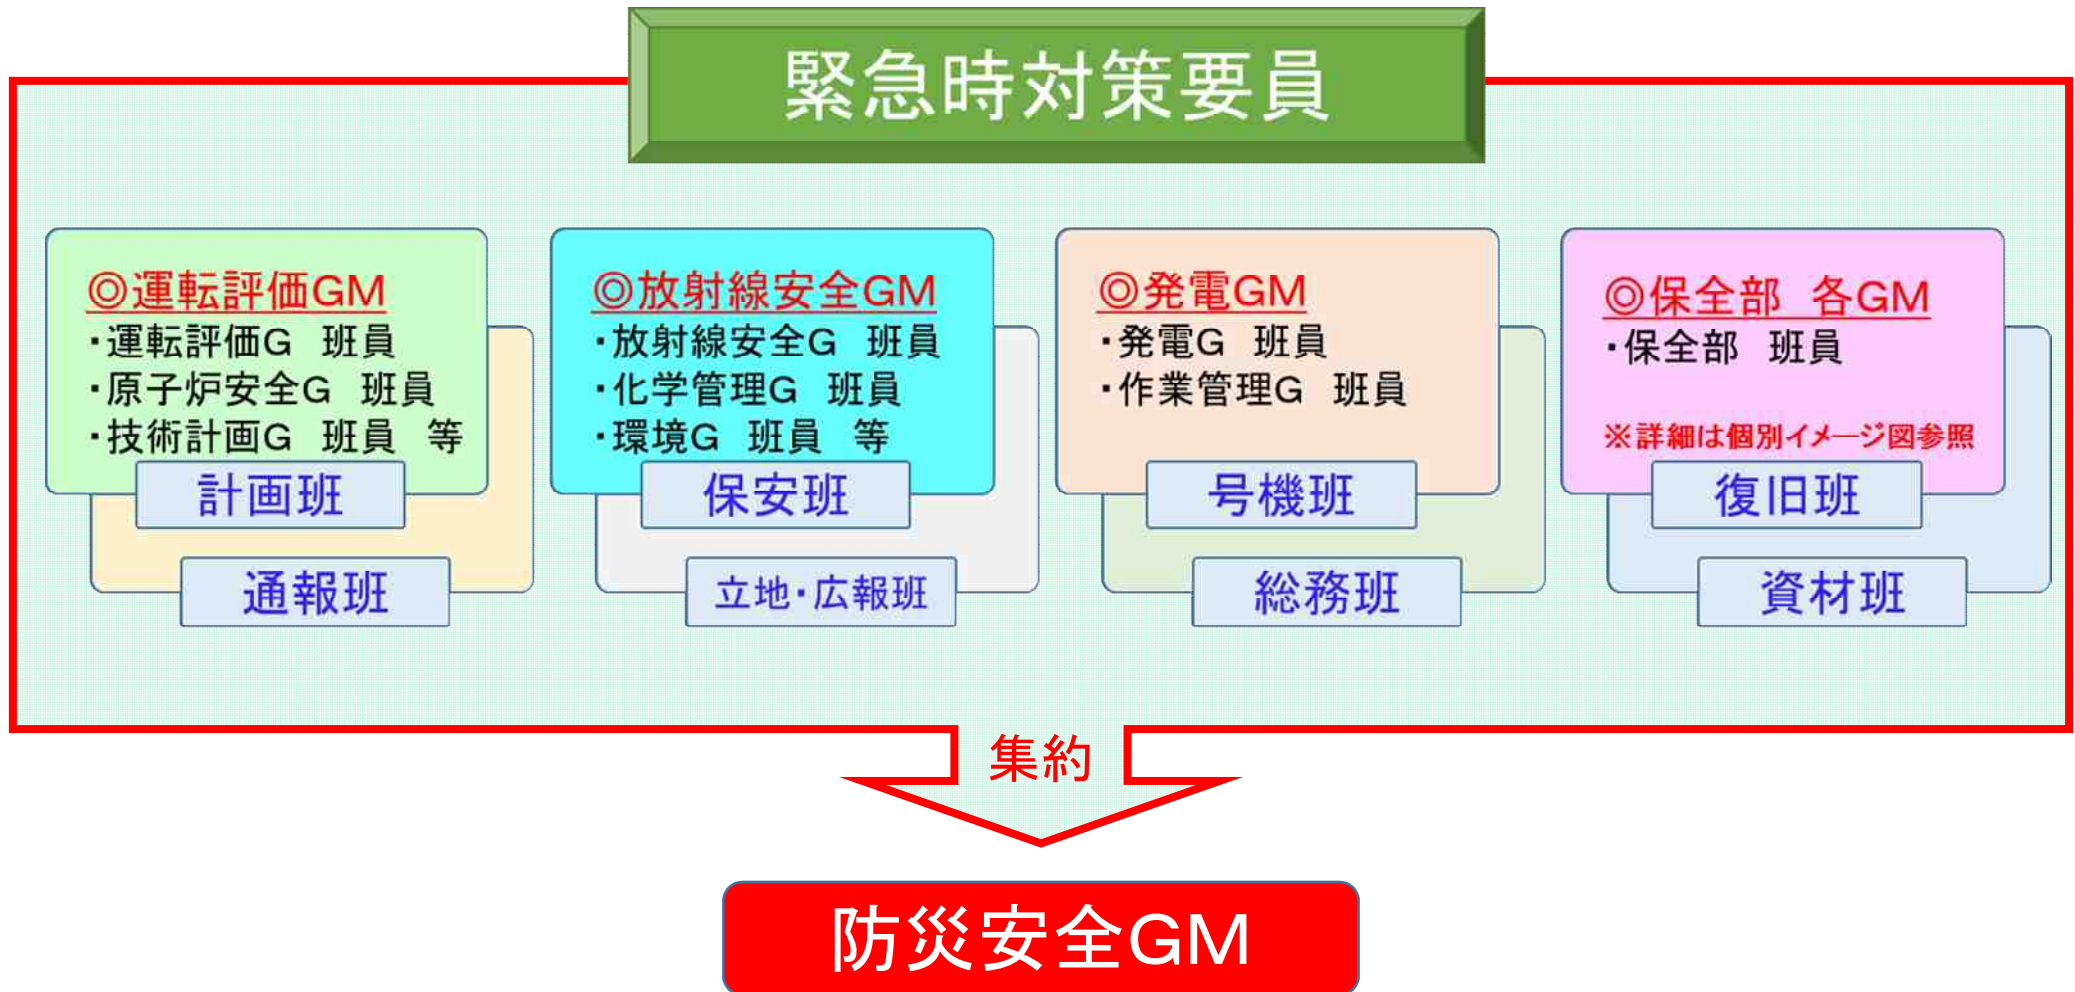 緊急時対策要員
◎運転評価GM
・運転評価G　班員
・原子炉安全G　班員
・技術計画G　班員　等
計画班
通報班
◎放射線安全GM
・放射線安全G　班員
・化学管理G　班員
・環境G　班員　等
保安班
立地・広報班
◎発電GM
・発電G　班員
・作業管理G　班員
号機班
総務班
◎保全部　各GM
・保全部　班員
※詳細は個別イメージ図参照
復旧班
資材班
集約
防災安全GM